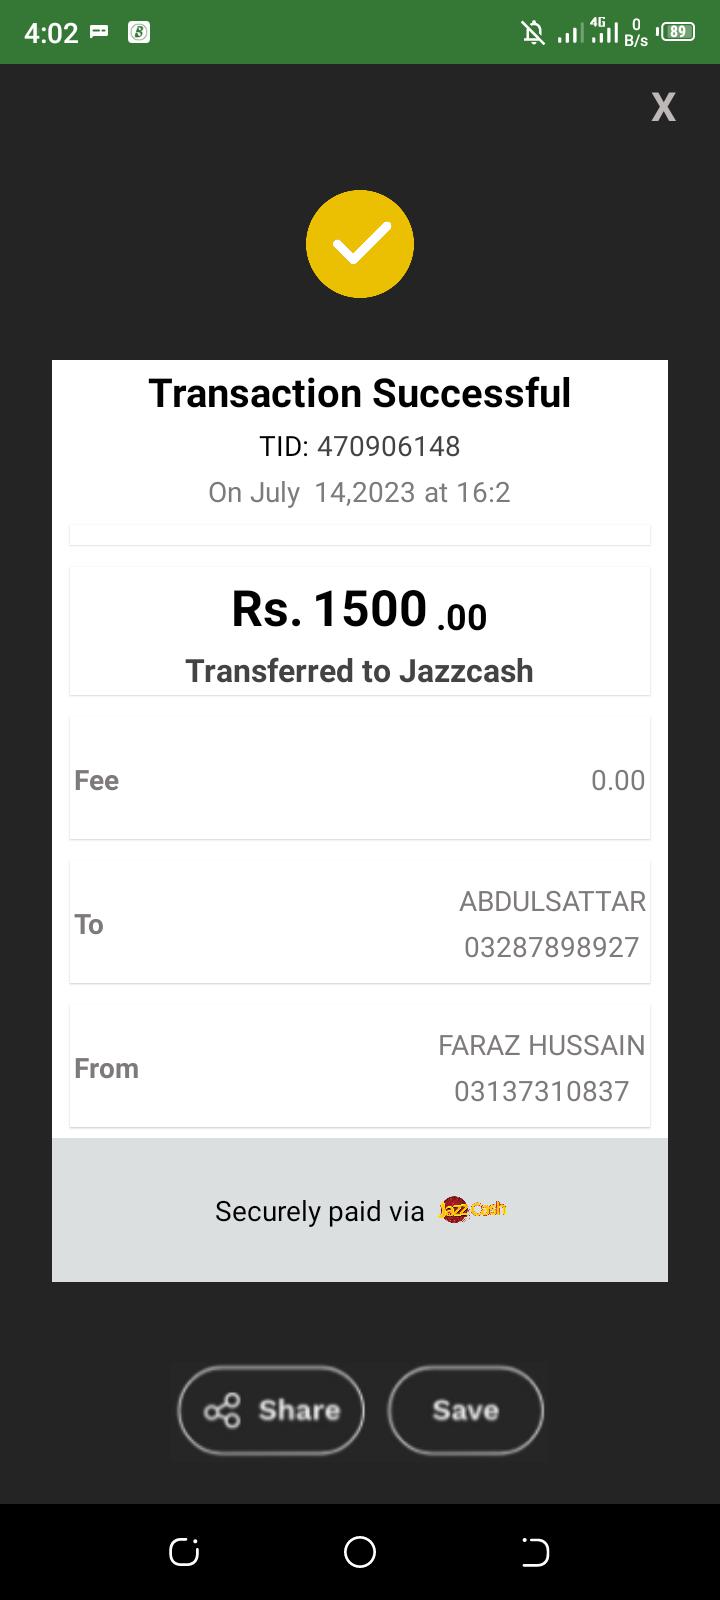 4:02
4G
0
B/s
89
X
Transaction Successful
TID: 470906148
On July  14,2023 at 16:2
Rs. 1500 .00
Transferred to Jazzcash
Fee 0.00
To ABDULSATTAR
03287898927
From FARAZ HUSSAIN
03137310837
Securely paid via JazzCash
Share Save